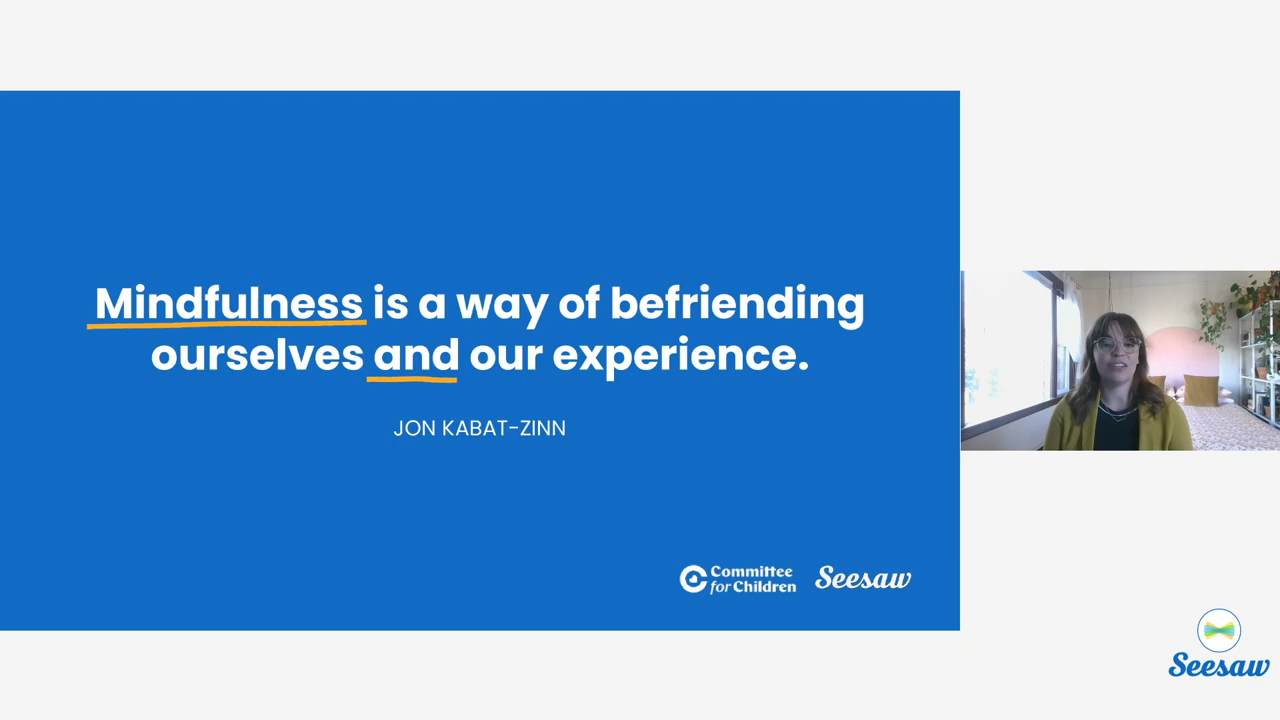 Mindfulness is a way of befriending
ourselves and our experience.
JON KABAT-ZINN
Committee
for Children
Seesaw
Seesaw